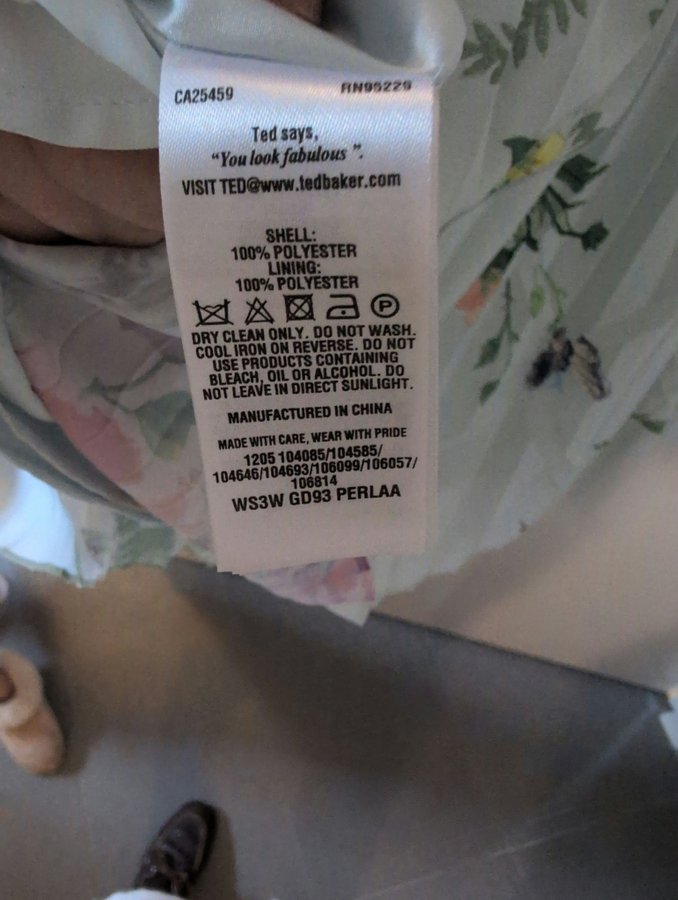 CA25459 RN95229
Ted says,
“You look fabulous ”.
VISIT TED@www.tedbaker.com
SHELL:
100% POLYESTER
LINING:
100% POLYESTER
P
DRY CLEAN ONLY. DO NOT WASH.
COOL IRON ON REVERSE. DO NOT
USE PRODUCTS CONTAINING
BLEACH, OIL OR ALCOHOL. DO
NOT LEAVE IN DIRECT SUNLIGHT.
MANUFACTURED IN CHINA
MADE WITH CARE, WEAR WITH PRIDE
1205 104085/104585/
104646/104693/106099/106057/
106814
WS3W GD93 PERLAA